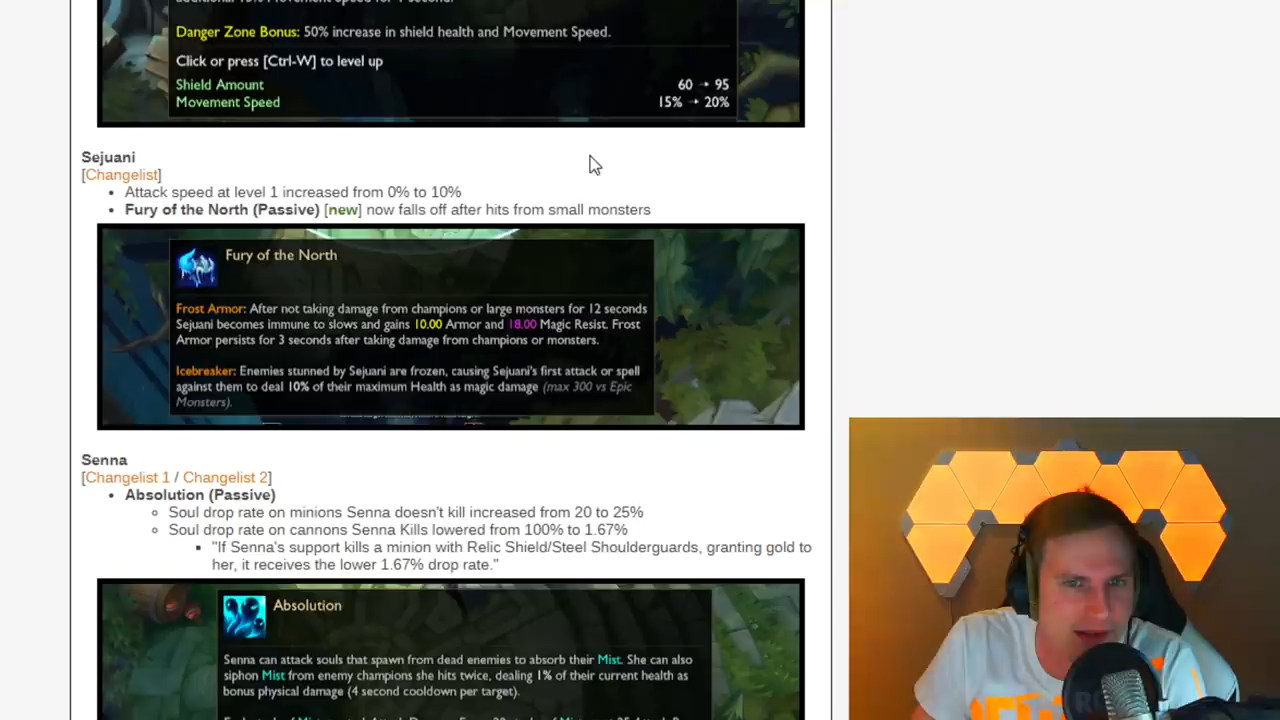 Danger Zone Bonus: 50% increase in shield health and Movement Speed.
Click or press [Ctrl-W] to level up
Shield Amount 60 → 95
Movement Speed 15% → 20%
Sejuani
[Changelist]
• Attack speed at level 1 increased from 0% to 10%
• Fury of the North (Passive) [new] now falls off after hits from small monsters
Fury of the North
Frost Armor: After not taking damage from champions or large monsters for 12 seconds
Sejuani becomes immune to slows and gains 10.00 Armor and 18.00 Magic Resist. Frost
Armor persists for 3 seconds after taking damage from champions or monsters.
Icebreaker: Enemies stunned by Sejuani are frozen, causing Sejuani's first attack or spell
against them to deal 10% of their maximum Health as magic damage (max 300 vs Epic
Monsters).
Senna
[Changelist 1 / Changelist 2]
• Absolution (Passive)
Soul drop rate on minions Senna doesn't kill increased from 20 to 25%
Soul drop rate on cannons Senna Kills lowered from 100% to 1.67%
"If Senna's support kills a minion with Relic Shield/Steel Shoulderguards, granting gold to
her, it receives the lower 1.67% drop rate."
Absolution
Senna can attack souls that spawn from dead enemies to absorb their Mist. She can also
siphon Mist from enemy champions she hits twice, dealing 1% of their current health as
bonus physical damage (4 second cooldown per target).